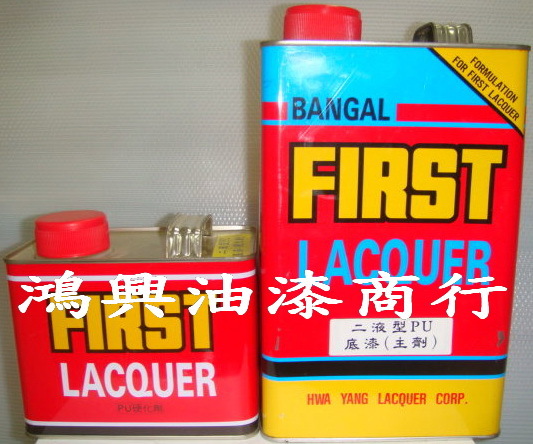 FORMULATION
FOR FIRST LACQUER
BANGAL
FIRST
LACQUER
二液型PU
底漆(主劑)
HWA YANG LACQUER CORP.
FIRST
LACQUER
PU硬化劑
鴻興油漆商行